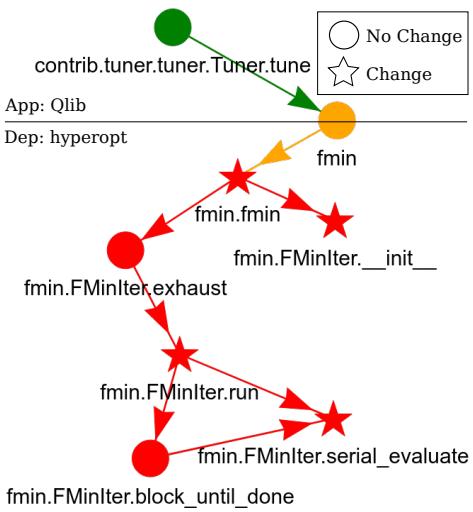 No Change
contrib.tuner.tuner.Tuner.tune
Change
App: Qlib
Dep: hyperopt
fmin
fmin.fmin
fmin.FMinIter.__init__
fmin.FMinIter.exhaust
fmin.FMinIter.run
fmin.FMinIter.serial_evaluate
fmin.FMinIter.block_until_done